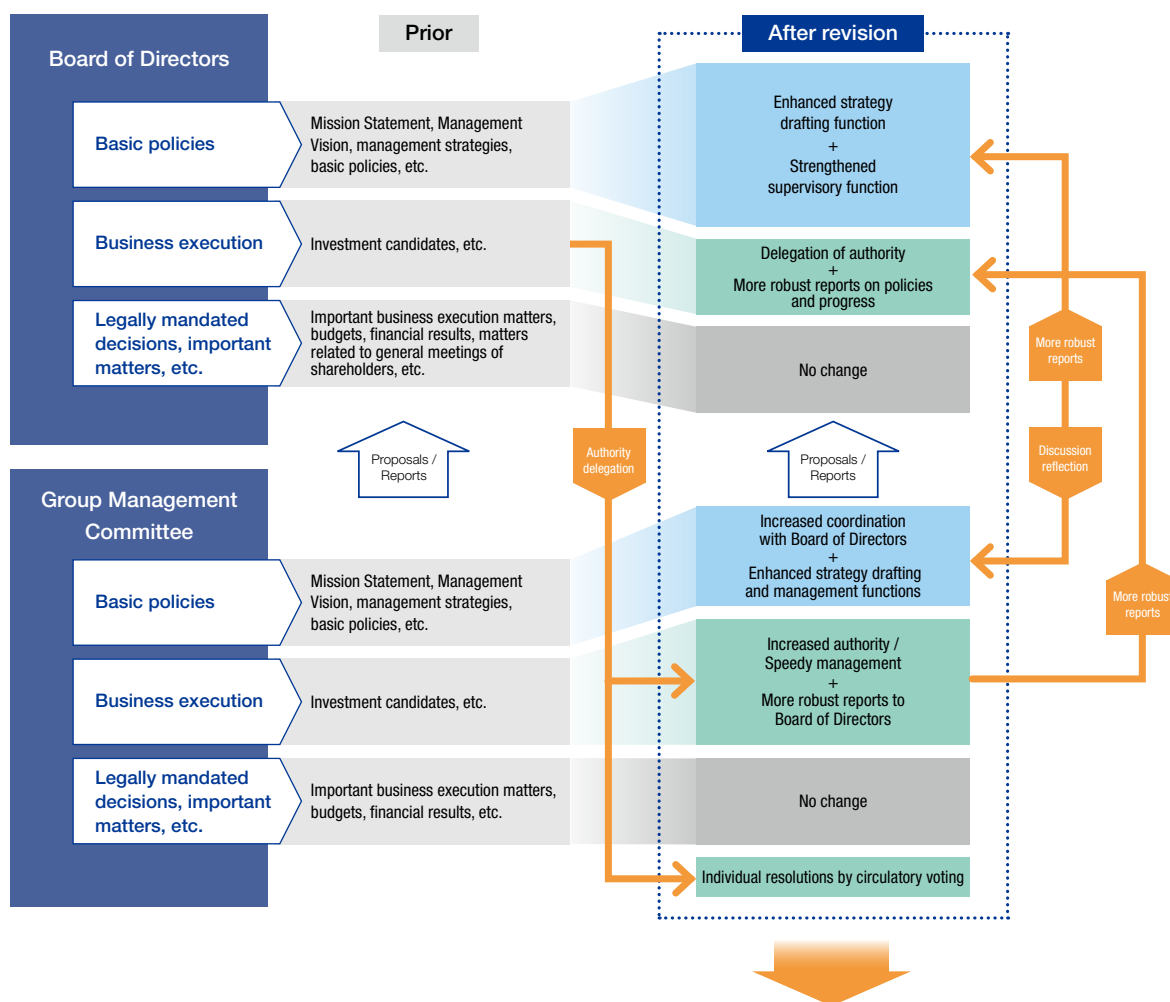 Prior
After revision
Board of Directors
Basic policies
Mission Statement, Management
Vision, management strategies,
basic policies, etc.
Enhanced strategy
drafting function
+
Strengthened
supervisory function
Business execution
Investment candidates, etc.
Delegation of authority
+
More robust reports on policies
and progress
Legally mandated
decisions, important
matters, etc.
Important business execution matters,
budgets, financial results, matters
related to general meetings of
shareholders, etc.
No change
More robust
reports
Proposals /
Reports
Authority
delegation
Proposals /
Reports
Discussion
reflection
Group Management
Committee
Basic policies
Mission Statement, Management
Vision, management strategies,
basic policies, etc.
Increased coordination
with Board of Directors
+
Enhanced strategy drafting
and management functions
More robust
reports
Business execution
Investment candidates, etc.
Increased authority /
Speedy management
+
More robust reports to
Board of Directors
Legally mandated
decisions, important
matters, etc.
Important business execution matters,
budgets, financial results, etc.
No change
Individual resolutions by circulatory voting